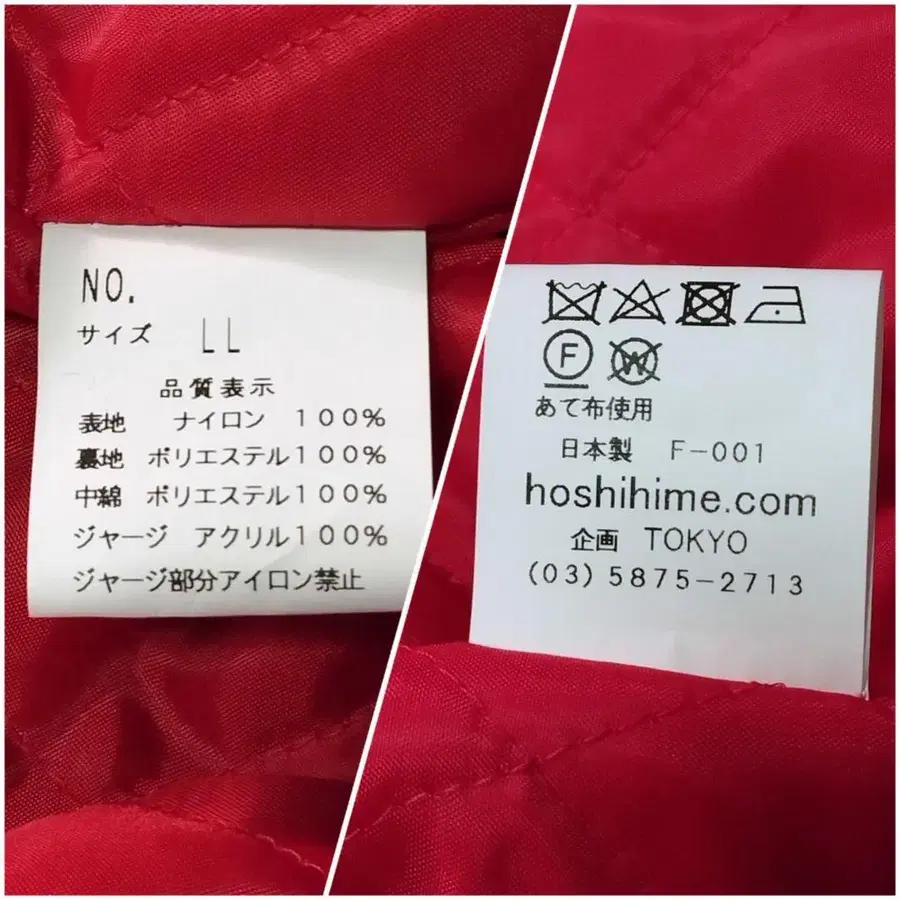 NO.
サイズ LL
品質表示
表地 ナイロン 100%
裏地 ポリエステル100%
中綿 ポリエステル100%
ジャージ アクリル100%
ジャージ部分アイロン禁止
F W
あて布使用
日本製 F-001
hoshihime.com
企画 TOKYO
(03) 5875-2713